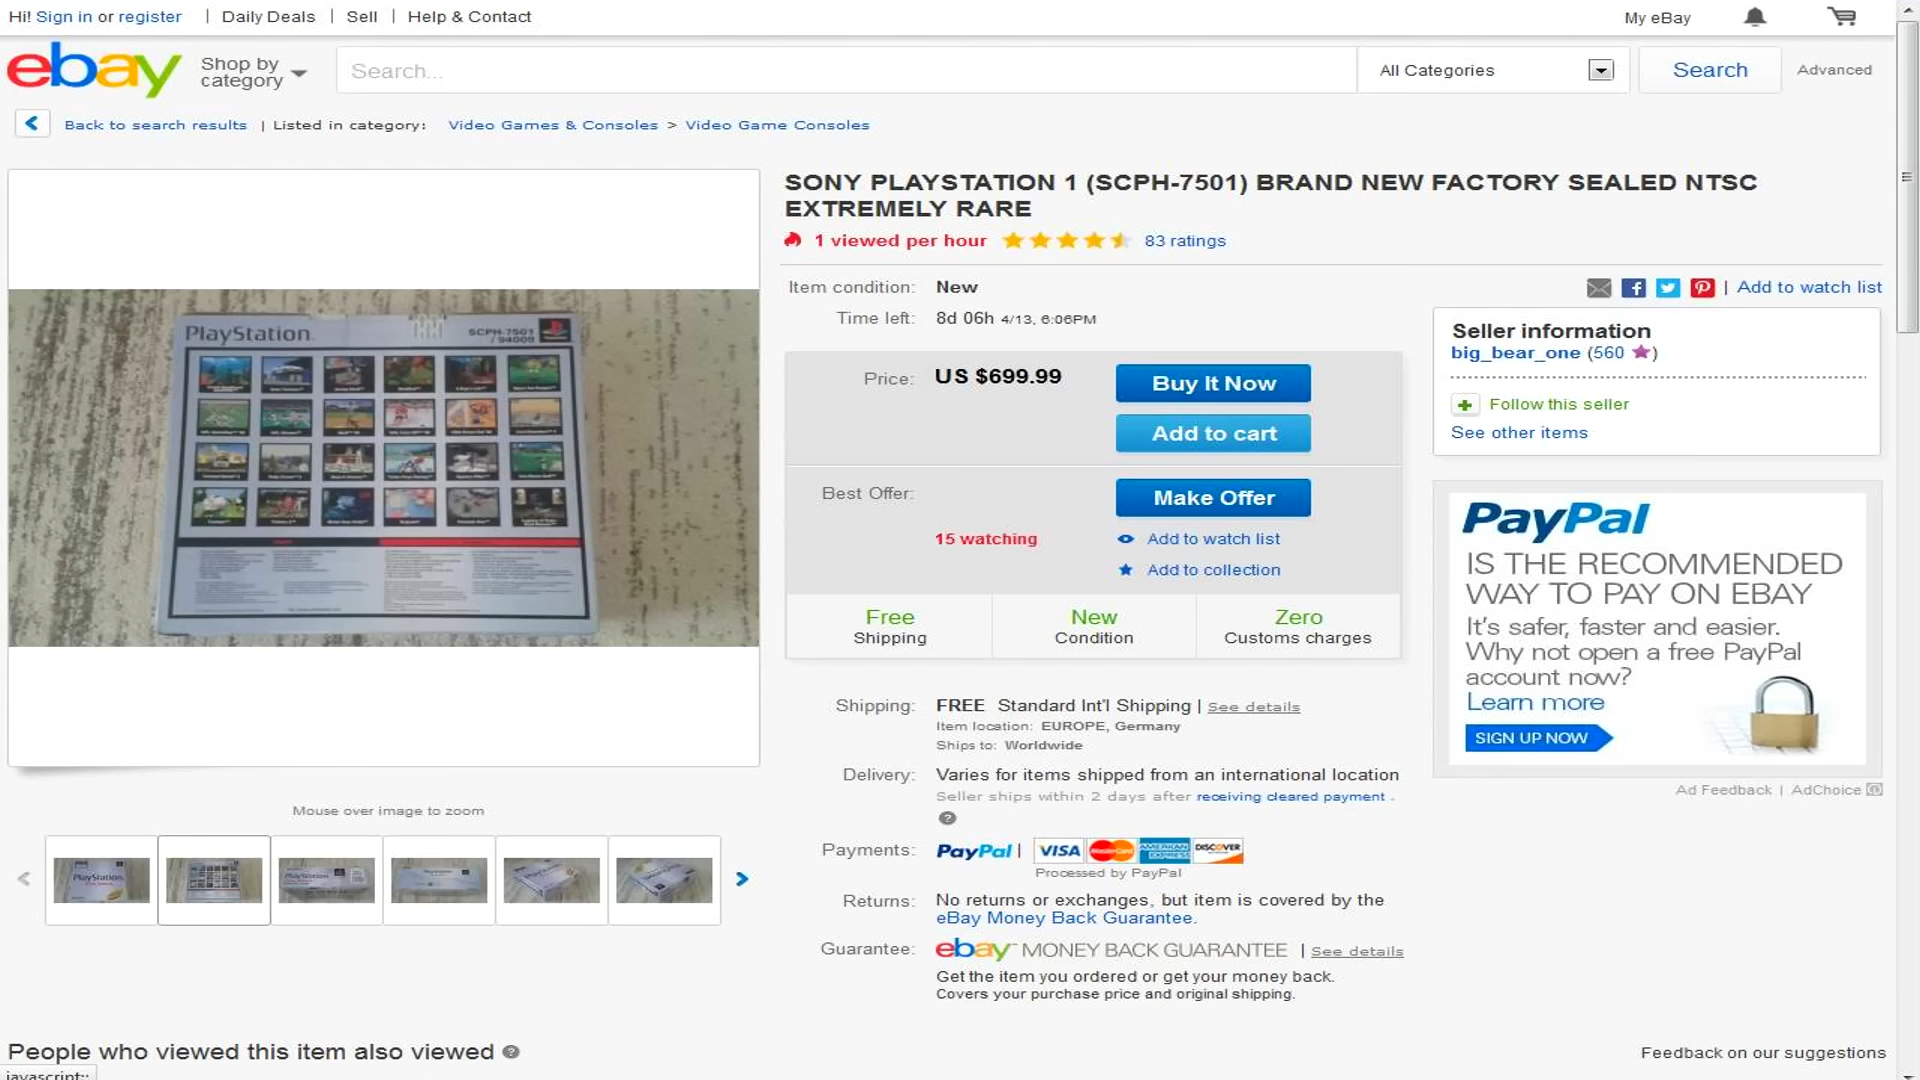 Hi! Sign in or register | Daily Deals | Sell | Help & Contact
My eBay
ebay
Shop by category
Search...
All Categories
Search
Advanced
Back to search results | Listed in category: Video Games & Consoles > Video Game Consoles
PlayStation
SCPH-7501
/ 94009
Mouse over image to zoom
SONY PLAYSTATION 1 (SCPH-7501) BRAND NEW FACTORY SEALED NTSC
EXTREMELY RARE
1 viewed per hour
83 ratings
Item condition: New
Time left: 8d 06h 4/13, 6:06PM
Price: US $699.99
Buy It Now
Add to cart
Best Offer:
Make Offer
15 watching
Add to watch list
Add to collection
Free
Shipping
New
Condition
Zero
Customs charges
Shipping: FREE Standard Int'l Shipping | See details
Item location: EUROPE, Germany
Ships to: Worldwide
Delivery: Varies for items shipped from an international location
Seller ships within 2 days after receiving cleared payment .
Payments: PayPal | VISA MasterCard AMERICAN EXPRESS DISCOVER
Processed by PayPal
Returns: No returns or exchanges, but item is covered by the
eBay Money Back Guarantee.
Guarantee: ebay MONEY BACK GUARANTEE | See details
Get the item you ordered or get your money back.
Covers your purchase price and original shipping.
| Add to watch list
Seller information
big_bear_one (560 )
Follow this seller
See other items
PayPal
IS THE RECOMMENDED
WAY TO PAY ON EBAY
It's safer, faster and easier.
Why not open a free PayPal
account now?
Learn more
SIGN UP NOW
Ad Feedback | AdChoice
People who viewed this item also viewed
Feedback on our suggestions
javascript:;